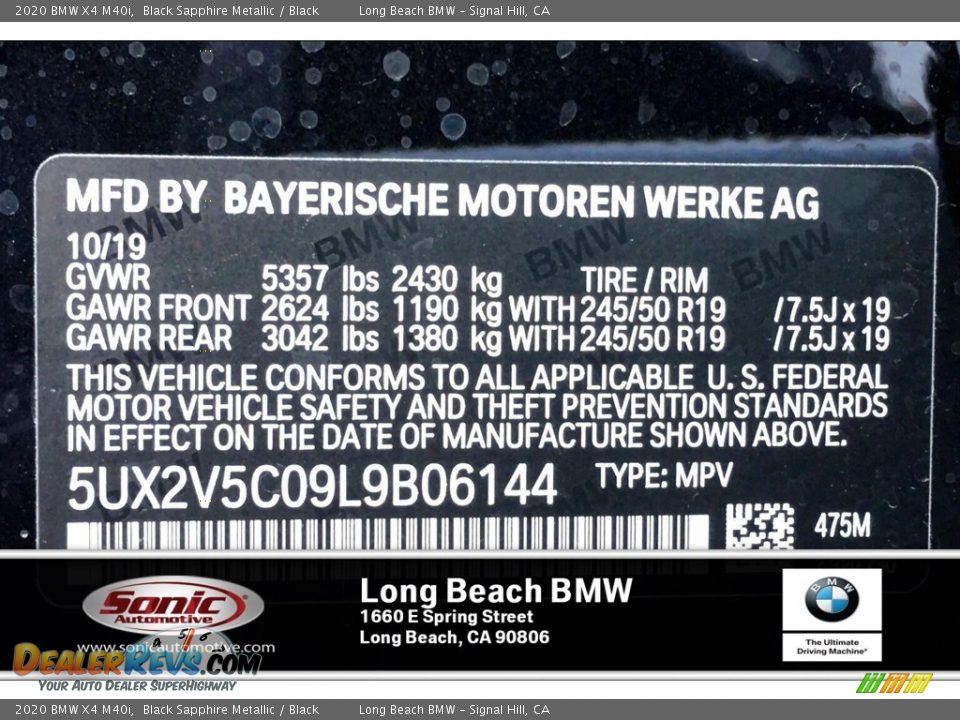 2020 BMW X4 M40i, Black Sapphire Metallic / Black Long Beach BMW - Signal Hill, CA
MFD BY BAYERISCHE MOTOREN WERKE AG
10/19
GVWR 5357 lbs 2430 kg TIRE / RIM
GAWR FRONT 2624 lbs 1190 kg WITH 245/50 R19 /7.5J x 19
GAWR REAR 3042 lbs 1380 kg WITH 245/50 R19 /7.5J x 19
THIS VEHICLE CONFORMS TO ALL APPLICABLE U. S. FEDERAL
MOTOR VEHICLE SAFETY AND THEFT PREVENTION STANDARDS
IN EFFECT ON THE DATE OF MANUFACTURE SHOWN ABOVE.
5UX2V5C09L9B06144 TYPE: MPV
475M
Sonic
Automotive
www.sonicautomotive.com
Long Beach BMW
1660 E Spring Street
Long Beach, CA 90806
BMW
The Ultimate
Driving Machine®
4 5 6
DealerRevs.com
Your Auto Dealer SuperHighway
2020 BMW X4 M40i, Black Sapphire Metallic / Black Long Beach BMW - Signal Hill, CA